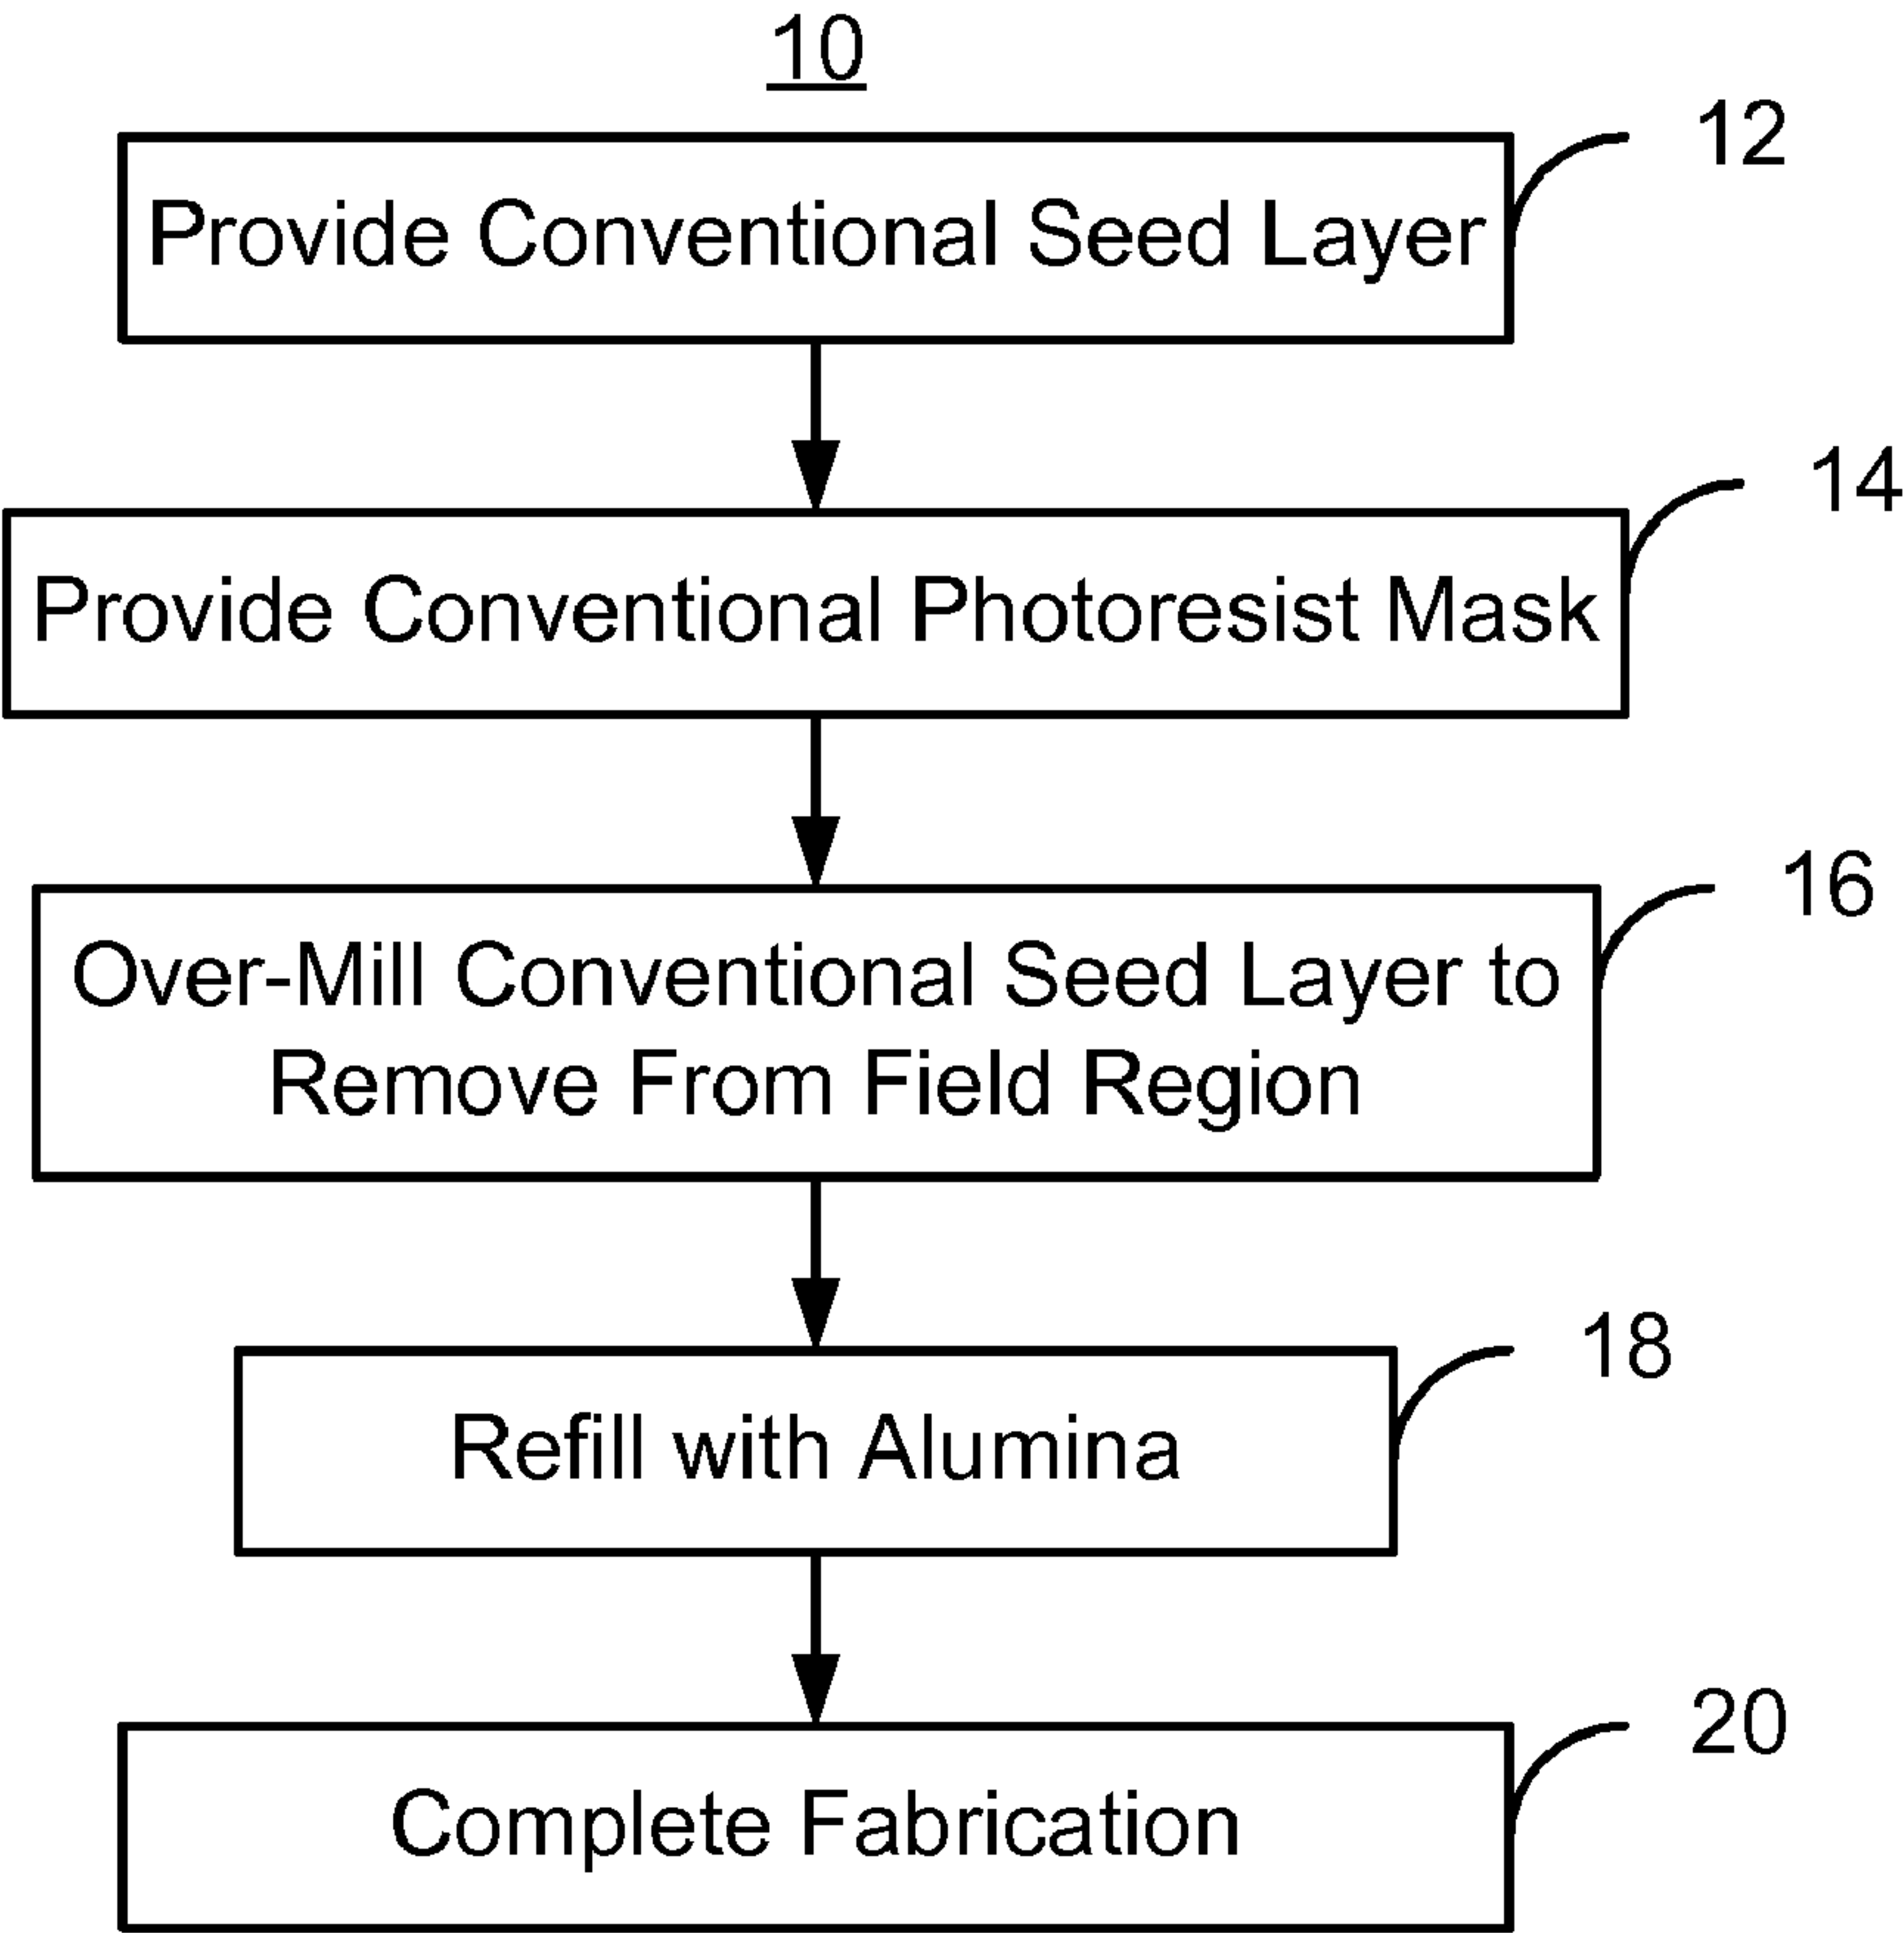 10
12
Provide Conventional Seed Layer
14
Provide Conventional Photoresist Mask
16
Over-Mill Conventional Seed Layer to
Remove From Field Region
18
Refill with Alumina
20
Complete Fabrication